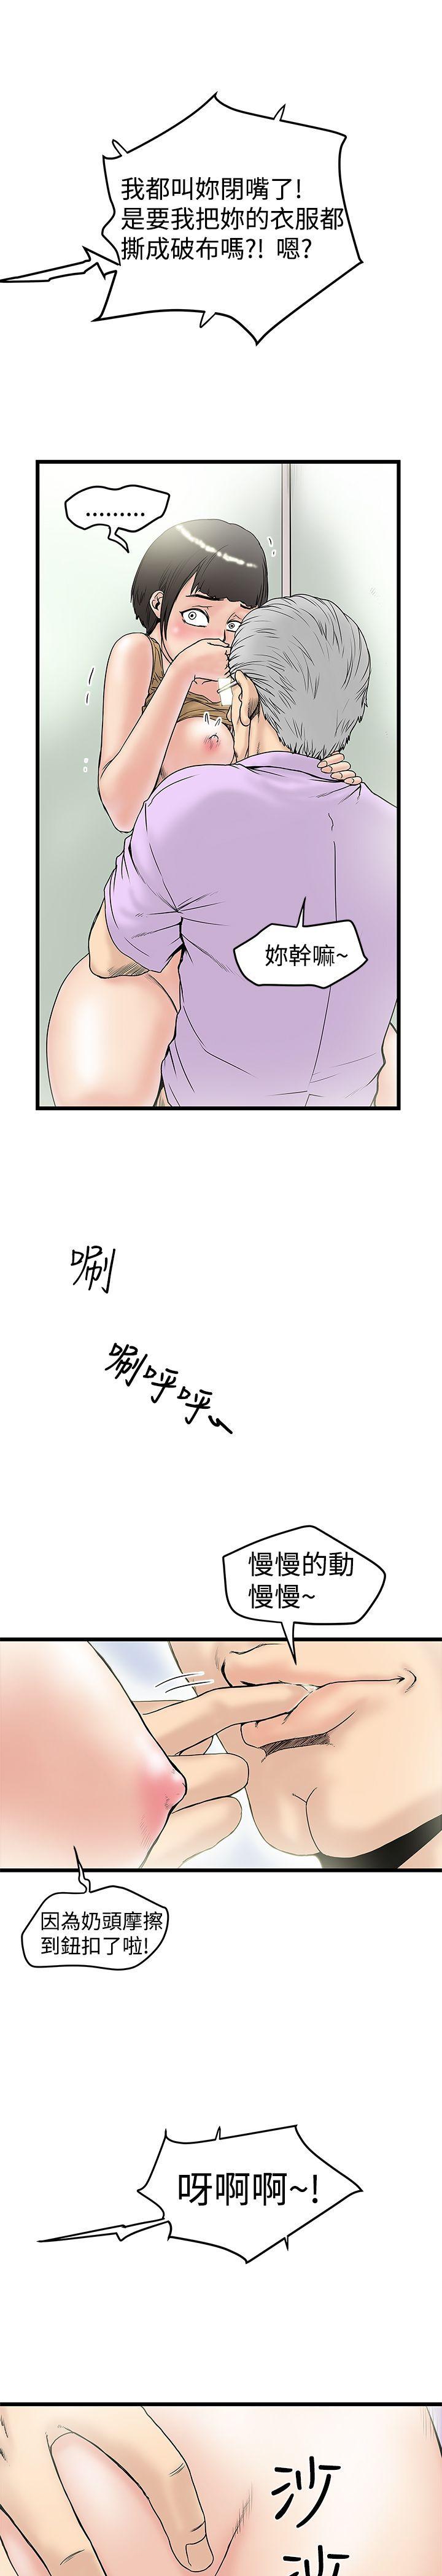 我都叫妳閉嘴了!
是要我把妳的衣服都
撕成破布嗎?! 嗯?
.........
妳幹嘛~
唰
唰呼呼~
慢慢的動
慢慢~
因為奶頭摩擦
到鈕扣了啦!
呀啊啊~!
沙
沙